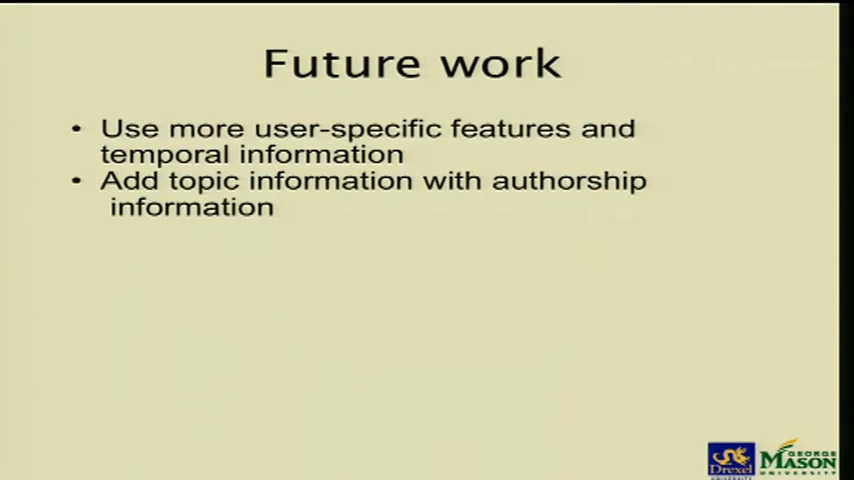 Future work
• Use more user-specific features and
temporal information
• Add topic information with authorship
information
Drexel
UNIVERSITY
GEORGE
MASON
UNIVERSITY